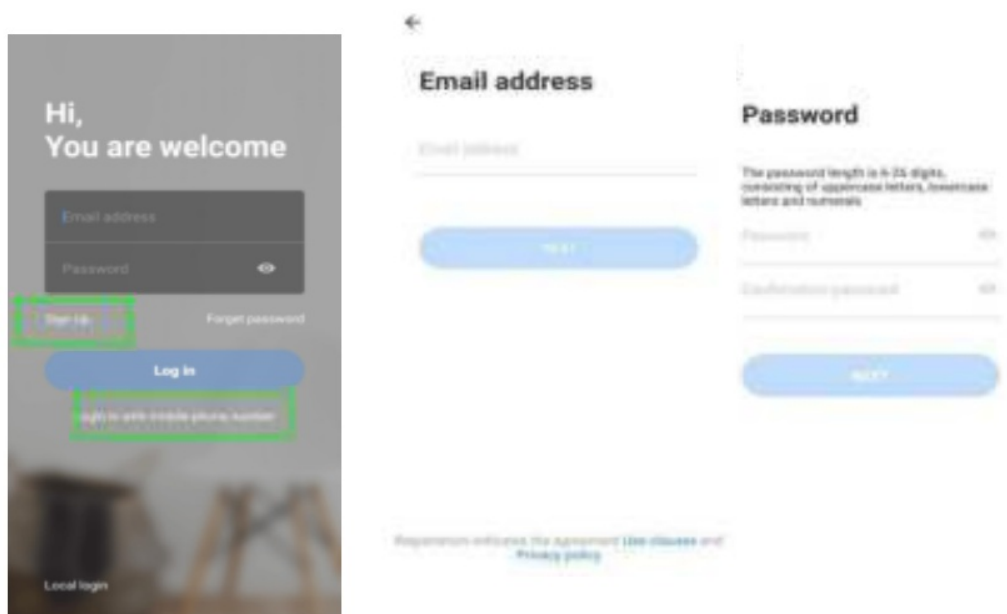 Hi,
You are welcome
Email address
Password
Sign Up
Forget password
Log in
Login in with mobile phone number
Local login
Email address
Email address
NEXT
Registration indicates the agreement Use clauses and
Privacy policy
Password
The password length is 6-26 digits,
consisting of uppercase letters, lowercase
letters and numerals
Password
Confirmation password
NEXT